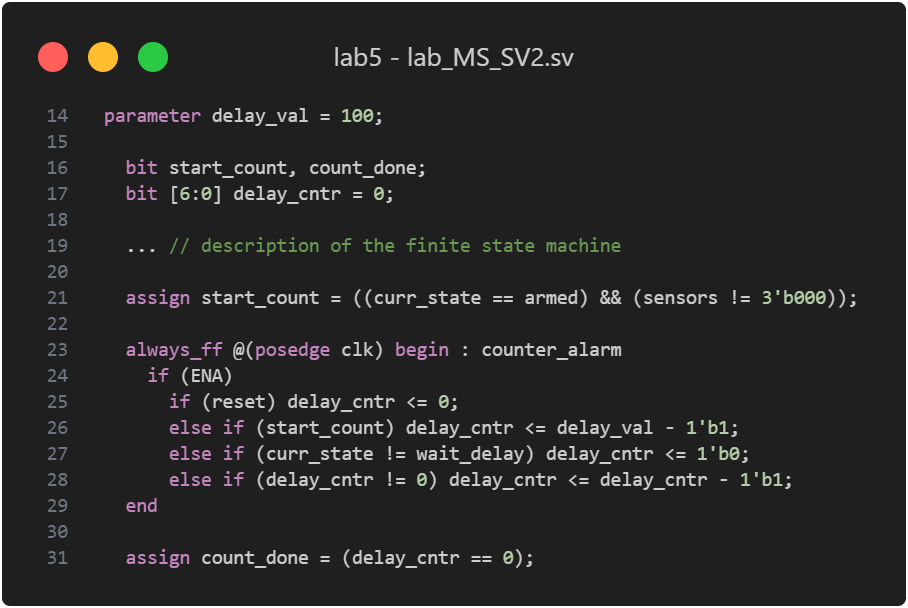 lab5 - lab_MS_SV2.sv
14 parameter delay_val = 100;
15
16 bit start_count, count_done;
17 bit [6:0] delay_cntr = 0;
18
19 ... // description of the finite state machine
20
21 assign start_count = ((curr_state == armed) && (sensors != 3'b000));
22
23 always_ff @(posedge clk) begin : counter_alarm
24 if (ENA)
25 if (reset) delay_cntr <= 0;
26 else if (start_count) delay_cntr <= delay_val - 1'b1;
27 else if (curr_state != wait_delay) delay_cntr <= 1'b0;
28 else if (delay_cntr != 0) delay_cntr <= delay_cntr - 1'b1;
29 end
30
31 assign count_done = (delay_cntr == 0);